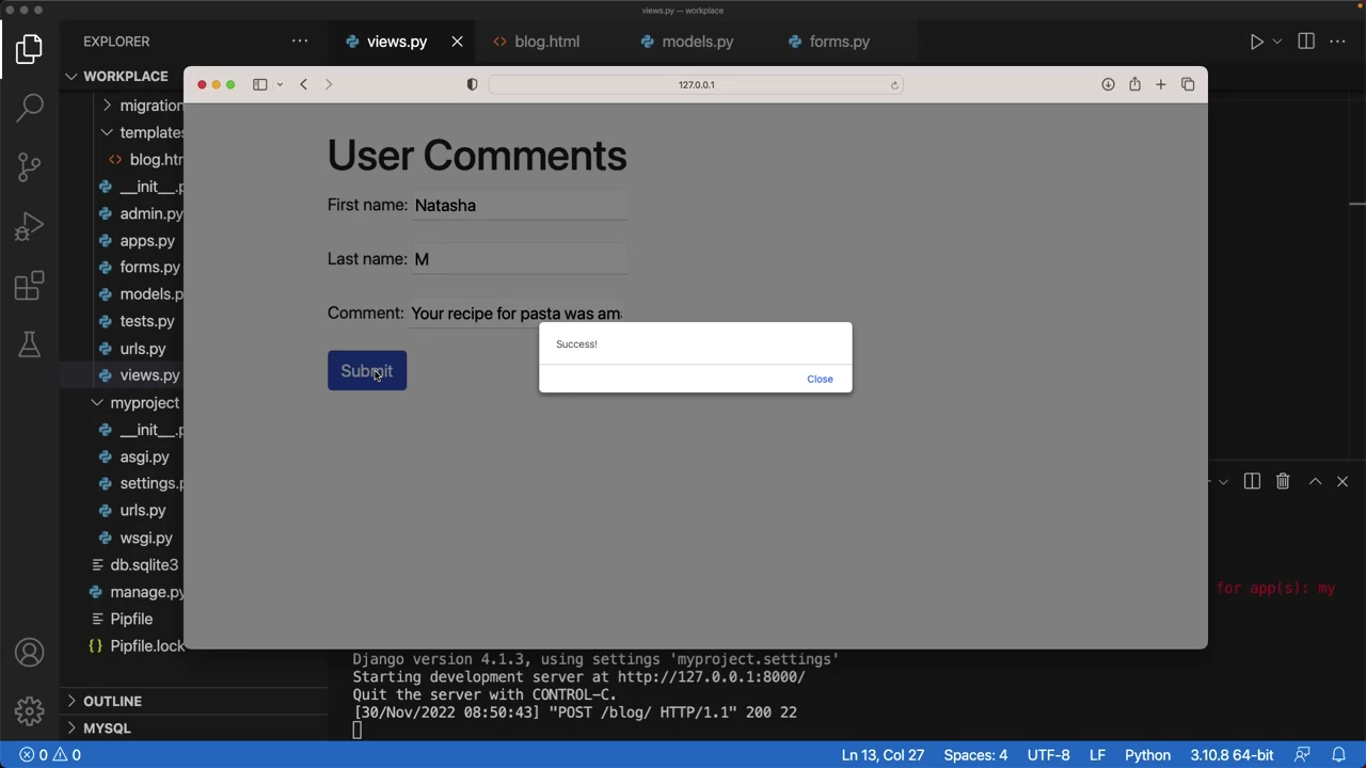 views.py — workplace
EXPLORER
views.py
blog.html
models.py
forms.py
WORKPLACE
127.0.0.1
migration
templates
blog.htm
__init__.p
admin.py
apps.py
forms.py
models.p
tests.py
urls.py
views.py
myproject
__init__.p
asgi.py
settings.p
urls.py
wsgi.py
db.sqlite3
manage.py
Pipfile
{} Pipfile.lock
OUTLINE
MYSQL
User Comments
First name: Natasha
Last name: M
Comment: Your recipe for pasta was am
Submit
Success!
Close
for app(s): my
Django version 4.1.3, using settings 'myproject.settings'
Starting development server at http://127.0.0.1:8000/
Quit the server with CONTROL-C.
[30/Nov/2022 08:50:43] "POST /blog/ HTTP/1.1" 200 22
0 0
Ln 13, Col 27
Spaces: 4
UTF-8
LF
Python
3.10.8 64-bit